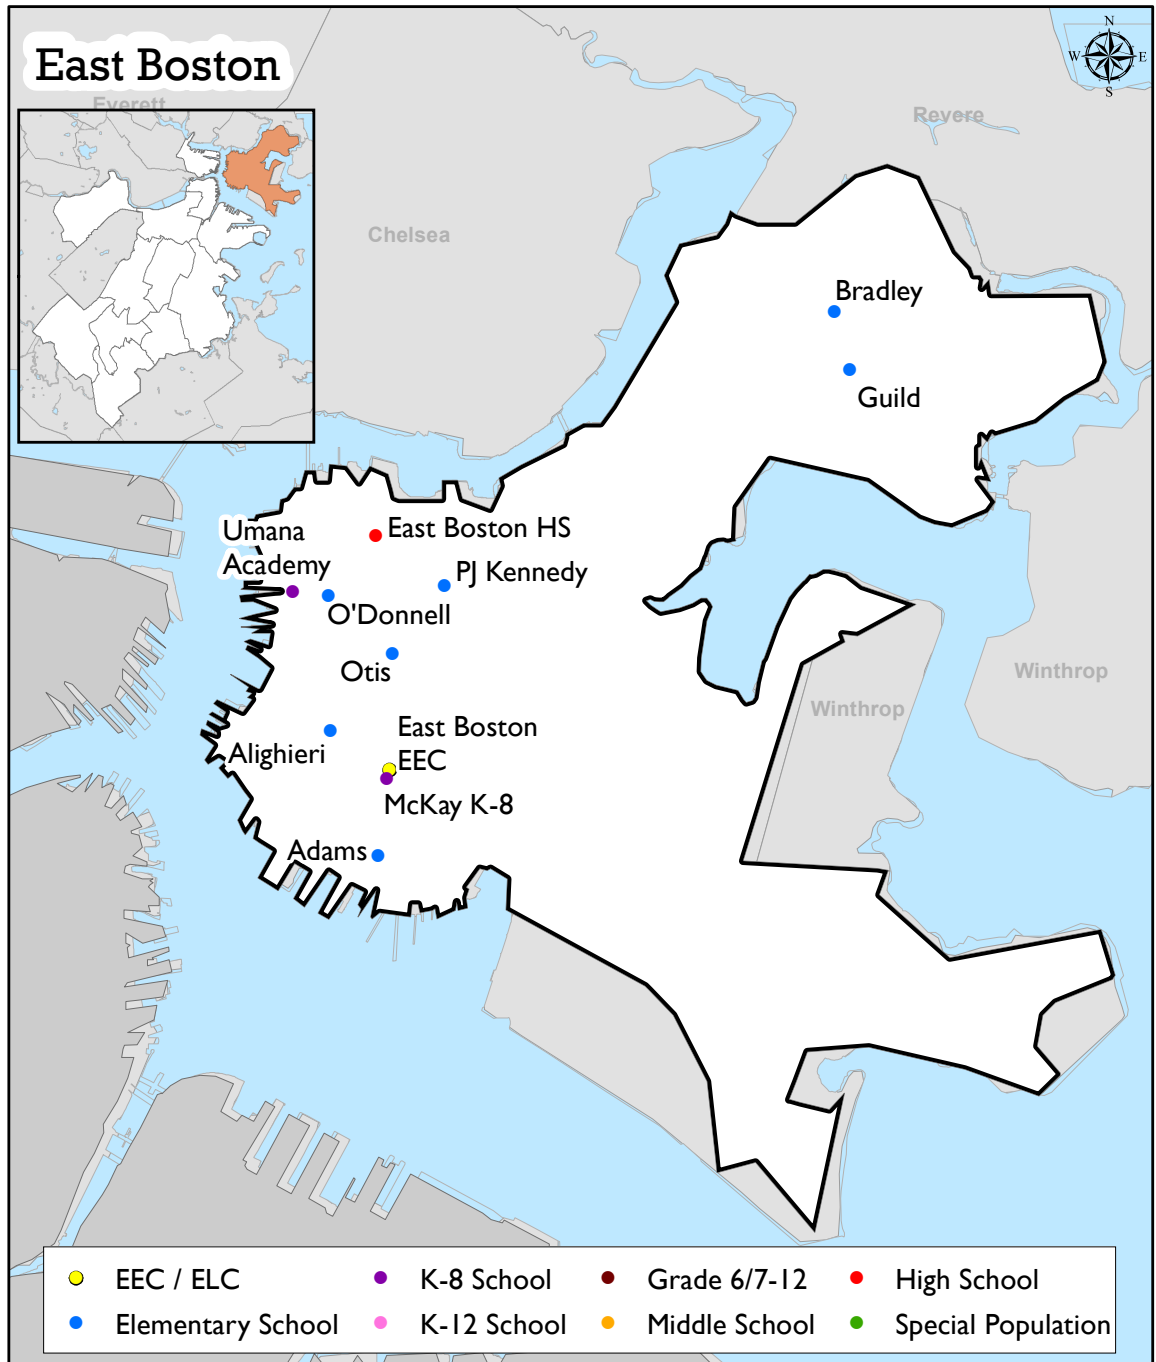 East Boston
N
W E
S
Everett
Revere
Chelsea
Bradley
Guild
Umana
Academy
East Boston HS
PJ Kennedy
O'Donnell
Otis
Winthrop
Winthrop
East Boston
EEC
Alighieri
McKay K-8
Adams
EEC / ELC
K-8 School
Grade 6/7-12
High School
Elementary School
K-12 School
Middle School
Special Population